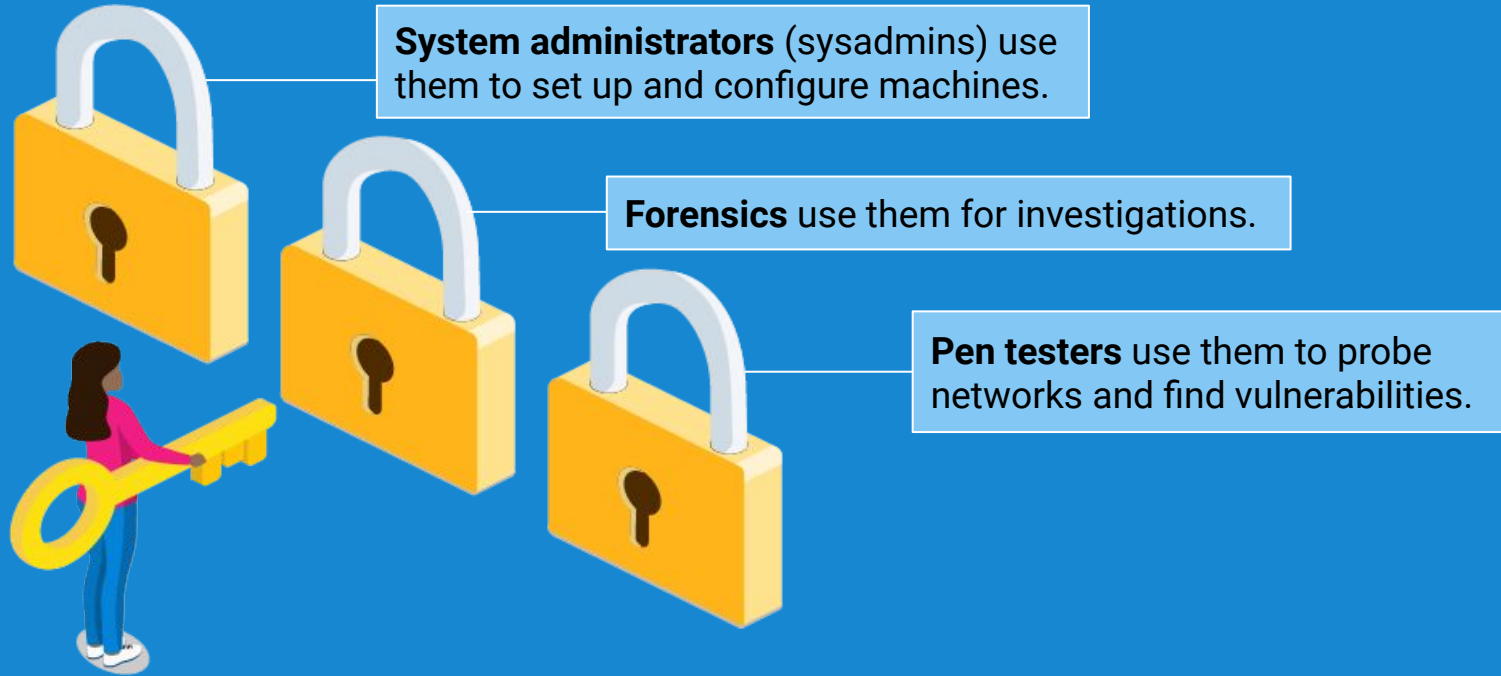 System administrators (sysadmins) use
them to set up and configure machines.
Forensics use them for investigations.
Pen testers use them to probe
networks and find vulnerabilities.